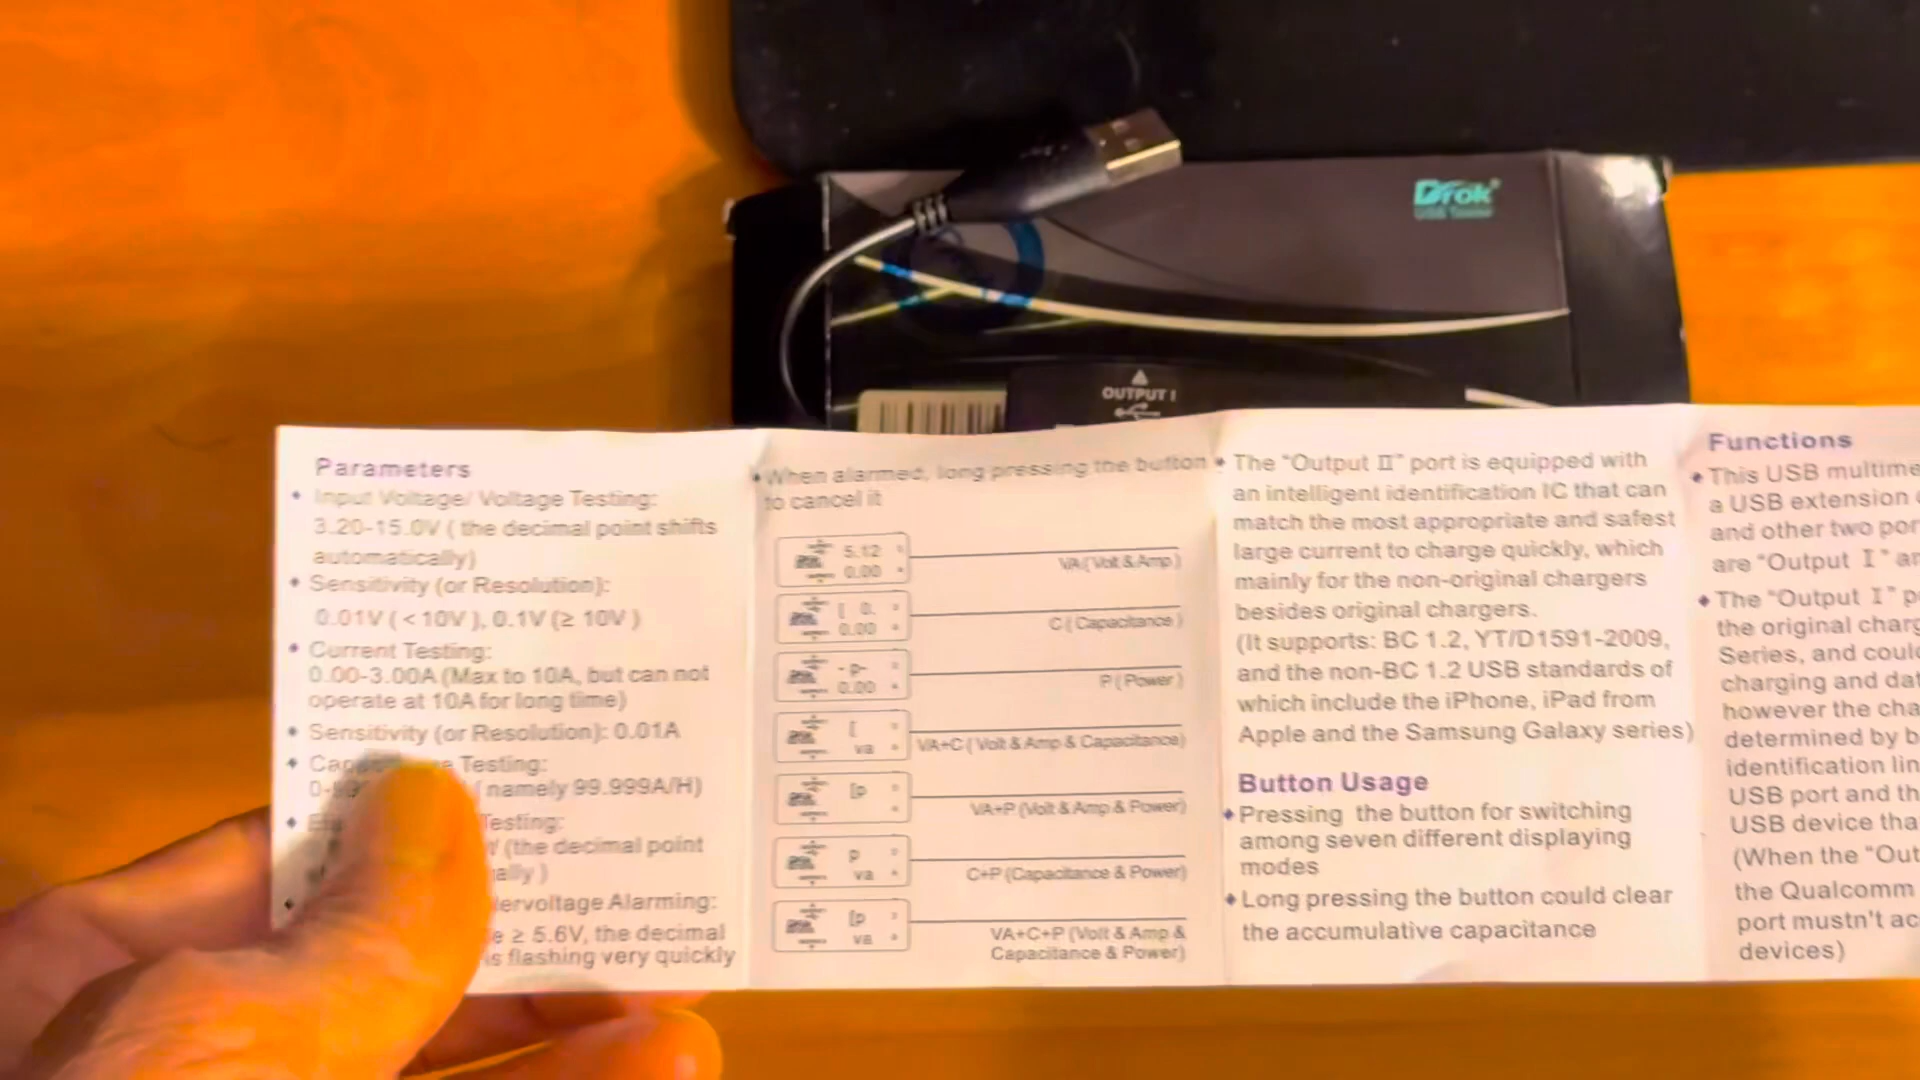 Drok
USB Tester
OUTPUT I
Parameters
Input Voltage/ Voltage Testing:
3.20-15.0V ( the decimal point shifts
automatically)
Sensitivity (or Resolution):
0.01V ( < 10V ), 0.1V (≥ 10V )
Current Testing:
0.00-3.00A (Max to 10A, but can not
operate at 10A for long time)
Sensitivity (or Resolution): 0.01A
Testing:
( namely 99.999A/H)
Testing:
(the decimal point
Alarming:
≥ 5.6V, the decimal
is flashing very quickly
When alarmed, long pressing the button
to cancel it
5.12
0.00
VA ( Volt & Amp )
[ 0.
0.00
C ( Capacitance )
-p-
0.00
P ( Power )
[
va
VA+C ( Volt & Amp & Capacitance)
[p
VA+P (Volt & Amp & Power)
p
va
C+P (Capacitance & Power)
[p
va
VA+C+P (Volt & Amp &
Capacitance & Power)
The “Output Ⅱ” port is equipped with
an intelligent identification IC that can
match the most appropriate and safest
large current to charge quickly, which
mainly for the non-original chargers
besides original chargers.
(It supports: BC 1.2, YT/D1591-2009,
and the non-BC 1.2 USB standards of
which include the iPhone, iPad from
Apple and the Samsung Galaxy series)
Button Usage
Pressing the button for switching
among seven different displaying
modes
Long pressing the button could clear
the accumulative capacitance
Functions
This USB multime
a USB extension
and other two por
are “Output Ⅰ” an
The “Output Ⅰ” p
the original charg
Series, and could
charging and dat
however the cha
determined by b
identification lin
USB port and th
USB device tha
(When the “Out
the Qualcomm
port mustn't ac
devices)